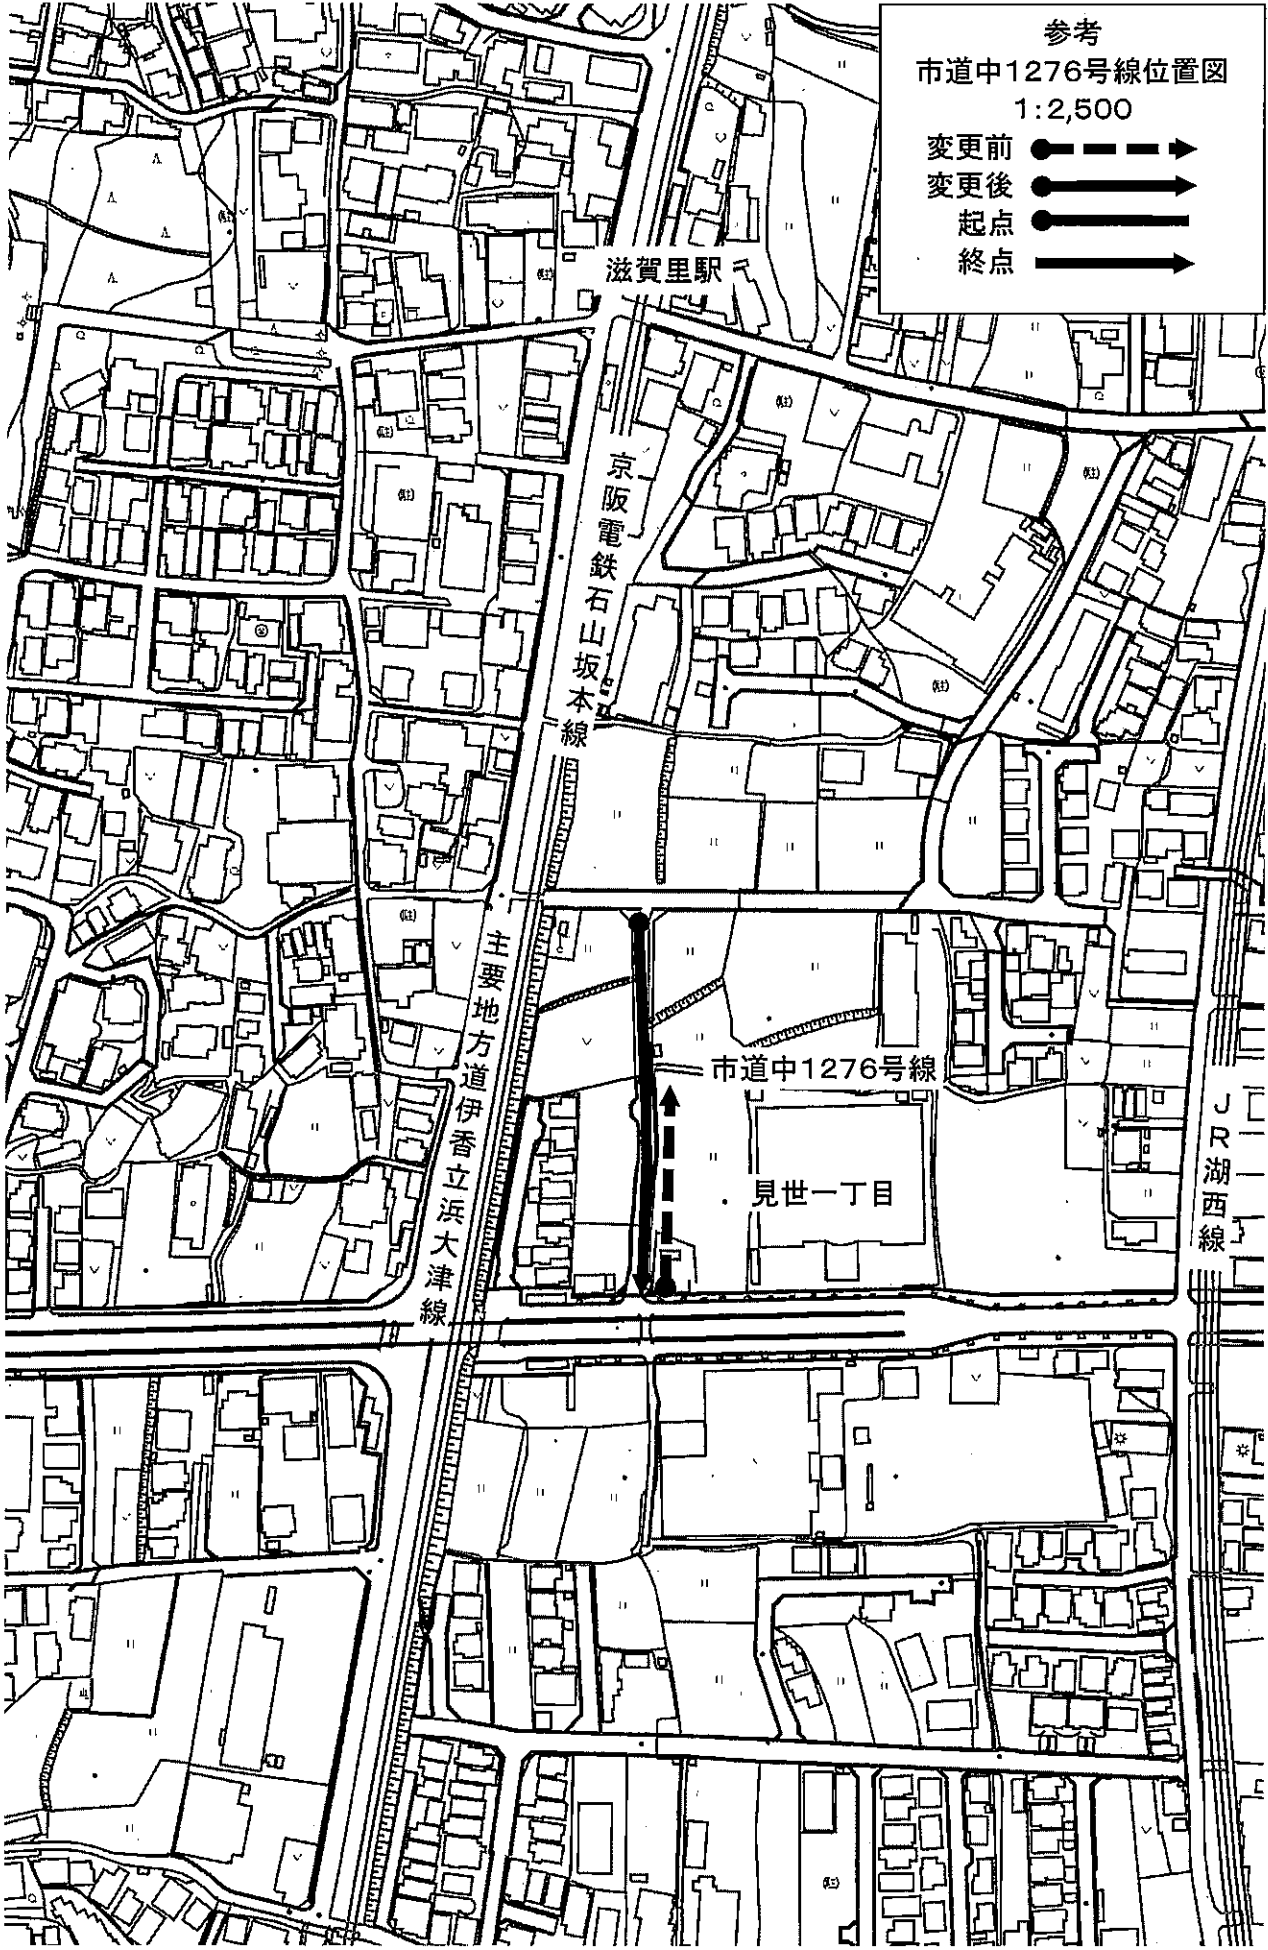 参考
市道中1276号線位置図
1:2,500
変更前
変更後
起点
終点
滋賀里駅
京阪電鉄石山坂本線
主要地方道伊香立浜大津線
市道中1276号線
見世一丁目
JR湖西線